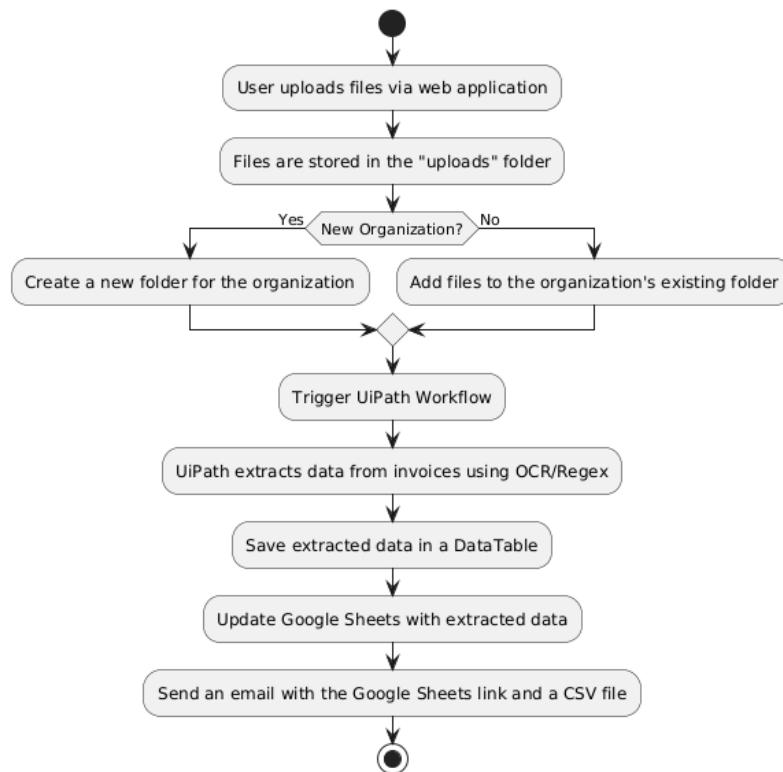 User uploads files via web application
Files are stored in the "uploads" folder
Yes
New Organization?
No
Create a new folder for the organization
Add files to the organization's existing folder
Trigger UiPath Workflow
UiPath extracts data from invoices using OCR/Regex
Save extracted data in a DataTable
Update Google Sheets with extracted data
Send an email with the Google Sheets link and a CSV file